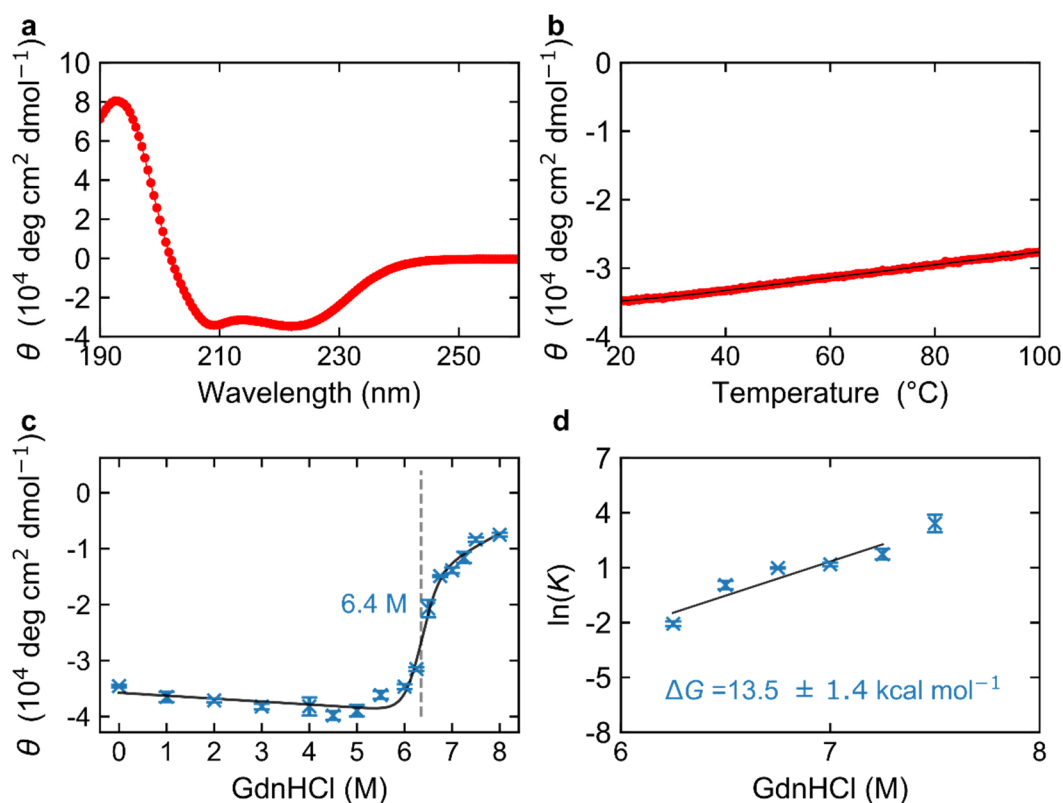 a
10
8
6
4
2
0
-2
-4
θ (10⁴ deg cm² dmol⁻¹)
190 210 230 250
Wavelength (nm)
b
0
-1
-2
-3
-4
θ (10⁴ deg cm² dmol⁻¹)
20 40 60 80 100
Temperature (°C)
c
0
-1
-2
-3
-4
θ (10⁴ deg cm² dmol⁻¹)
6.4 M
0 1 2 3 4 5 6 7 8
GdnHCl (M)
d
7
4
1
-2
-5
-8
ln(K)
ΔG =13.5 ± 1.4 kcal mol⁻¹
6 7 8
GdnHCl (M)